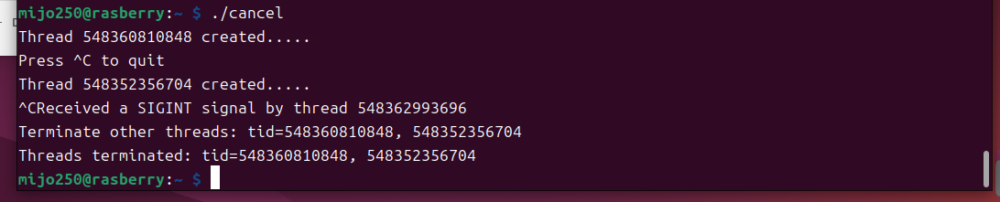 mijo250@rasberry:~ $ ./cancel
Thread 548360810848 created.....
Press ^C to quit
Thread 548352356704 created.....
^CReceived a SIGINT signal by thread 548362993696
Terminate other threads: tid=548360810848, 548352356704
Threads terminated: tid=548360810848, 548352356704
mijo250@rasberry:~ $